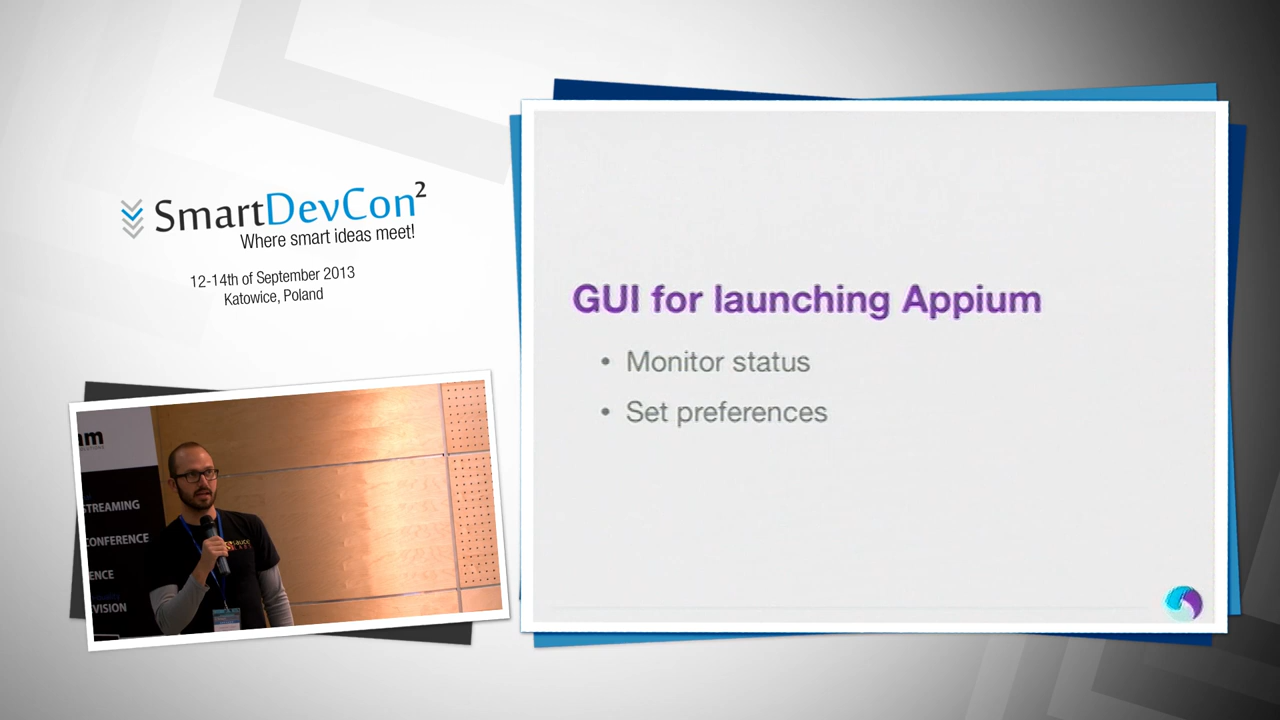 SmartDevCon²
Where smart ideas meet!
12-14th of September 2013
Katowice, Poland
GUI for launching Appium
• Monitor status
• Set preferences
STREAMING
CONFERENCE
VISION